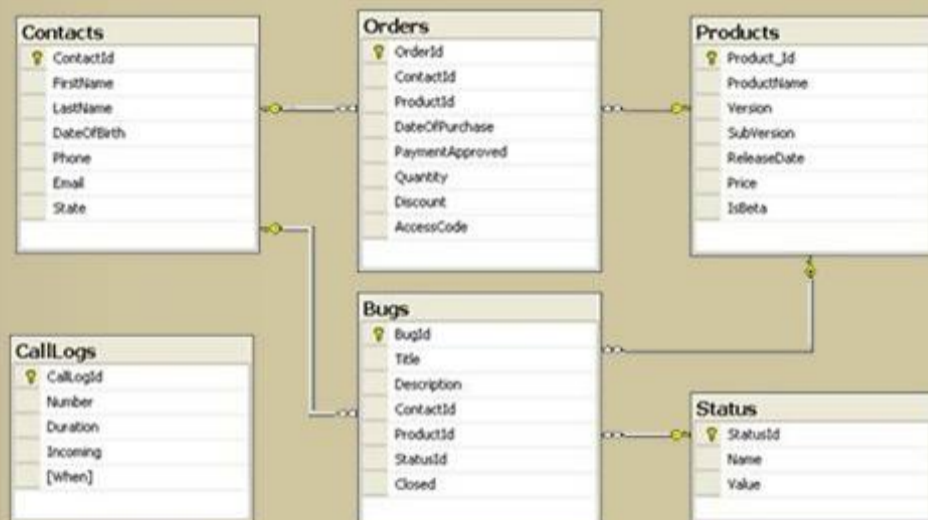 Contacts
ContactId
FirstName
LastName
DateOfBirth
Phone
Email
State
Orders
OrderId
ContactId
ProductId
DateOfPurchase
PaymentApproved
Quantity
Discount
AccessCode
Products
Product_Id
ProductName
Version
SubVersion
ReleaseDate
Price
IsBeta
CallLogs
CallLogId
Number
Duration
Incoming
[When]
Bugs
BugId
Title
Description
ContactId
ProductId
StatusId
Closed
Status
StatusId
Name
Value